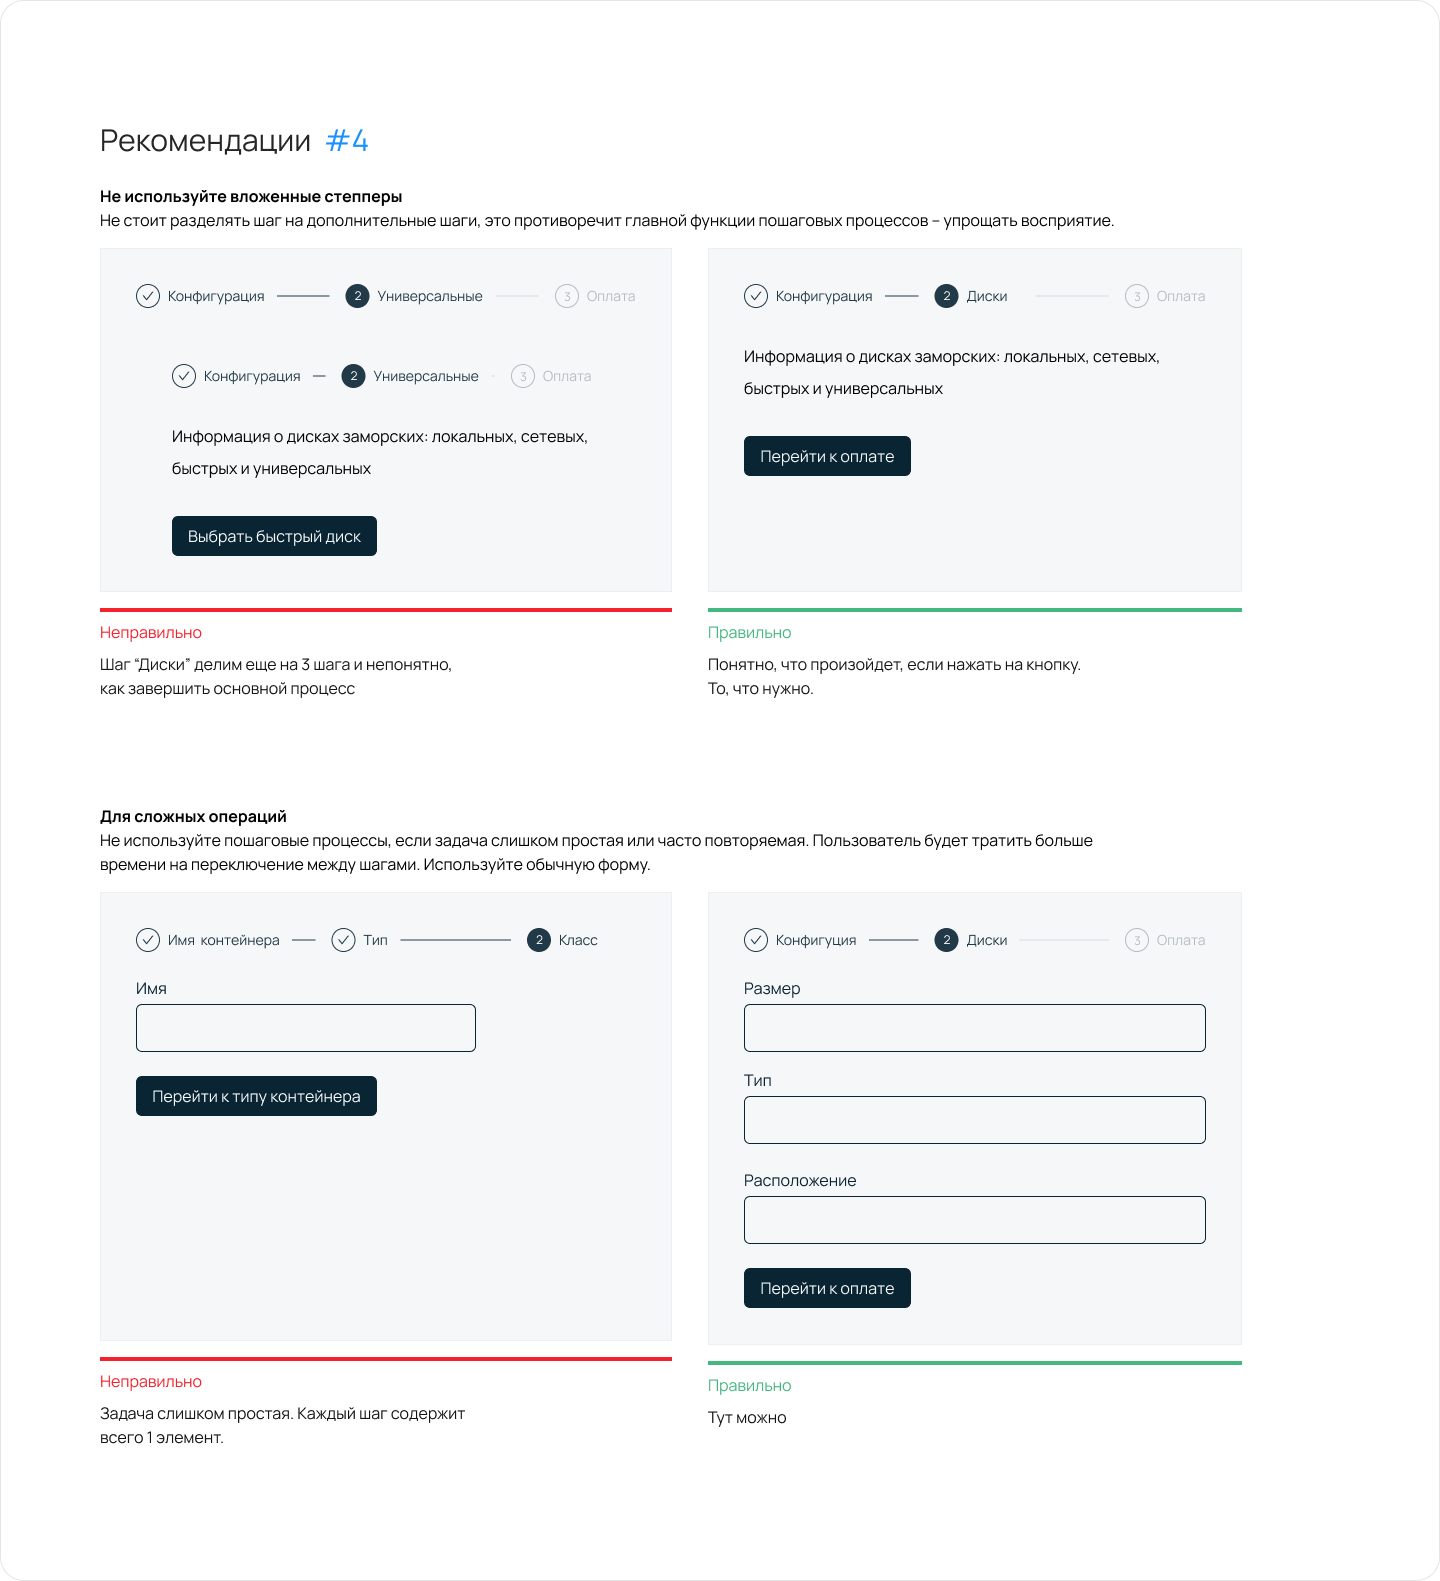 Рекомендации #4
Не используйте вложенные степперы
Не стоит разделять шаг на дополнительные шаги, это противоречит главной функции пошаговых процессов – упрощать восприятие.
Конфигурация 2 Универсальные 3 Оплата
Конфигурация 2 Универсальные 3 Оплата
Информация о дисках заморских: локальных, сетевых,
быстрых и универсальных
Выбрать быстрый диск
Неправильно
Шаг “Диски” делим еще на 3 шага и непонятно,
как завершить основной процесс
Конфигурация 2 Диски 3 Оплата
Информация о дисках заморских: локальных, сетевых,
быстрых и универсальных
Перейти к оплате
Правильно
Понятно, что произойдет, если нажать на кнопку.
То, что нужно.
Для сложных операций
Не используйте пошаговые процессы, если задача слишком простая или часто повторяемая. Пользователь будет тратить больше
времени на переключение между шагами. Используйте обычную форму.
Имя контейнера Тип 2 Класс
Имя
Перейти к типу контейнера
Неправильно
Задача слишком простая. Каждый шаг содержит
всего 1 элемент.
Конфигуция 2 Диски 3 Оплата
Размер
Тип
Расположение
Перейти к оплате
Правильно
Тут можно